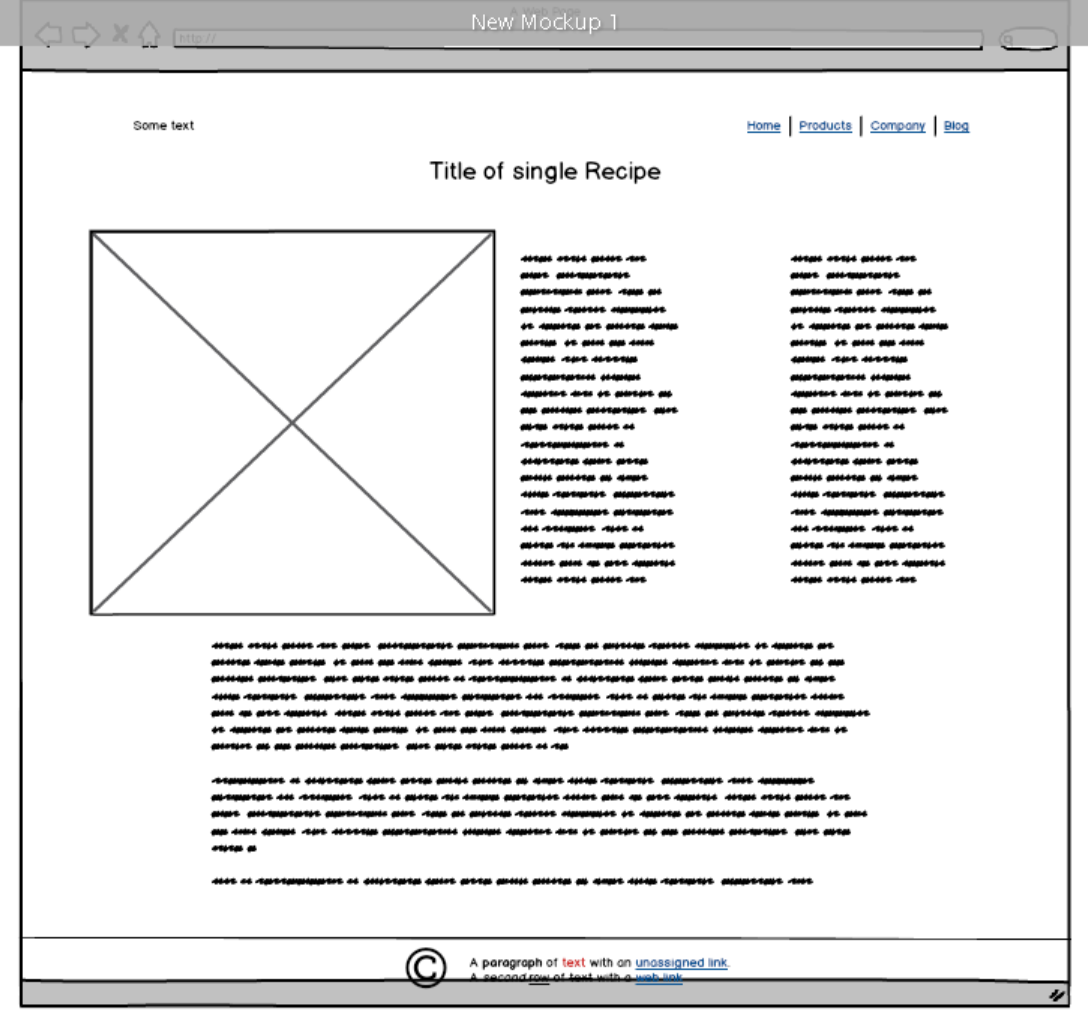 A Web Page
New Mockup 1
http://
Some text
Home | Products | Company | Blog
Title of single Recipe
© A paragraph of text with an unassigned link.
A second row of text with a web link